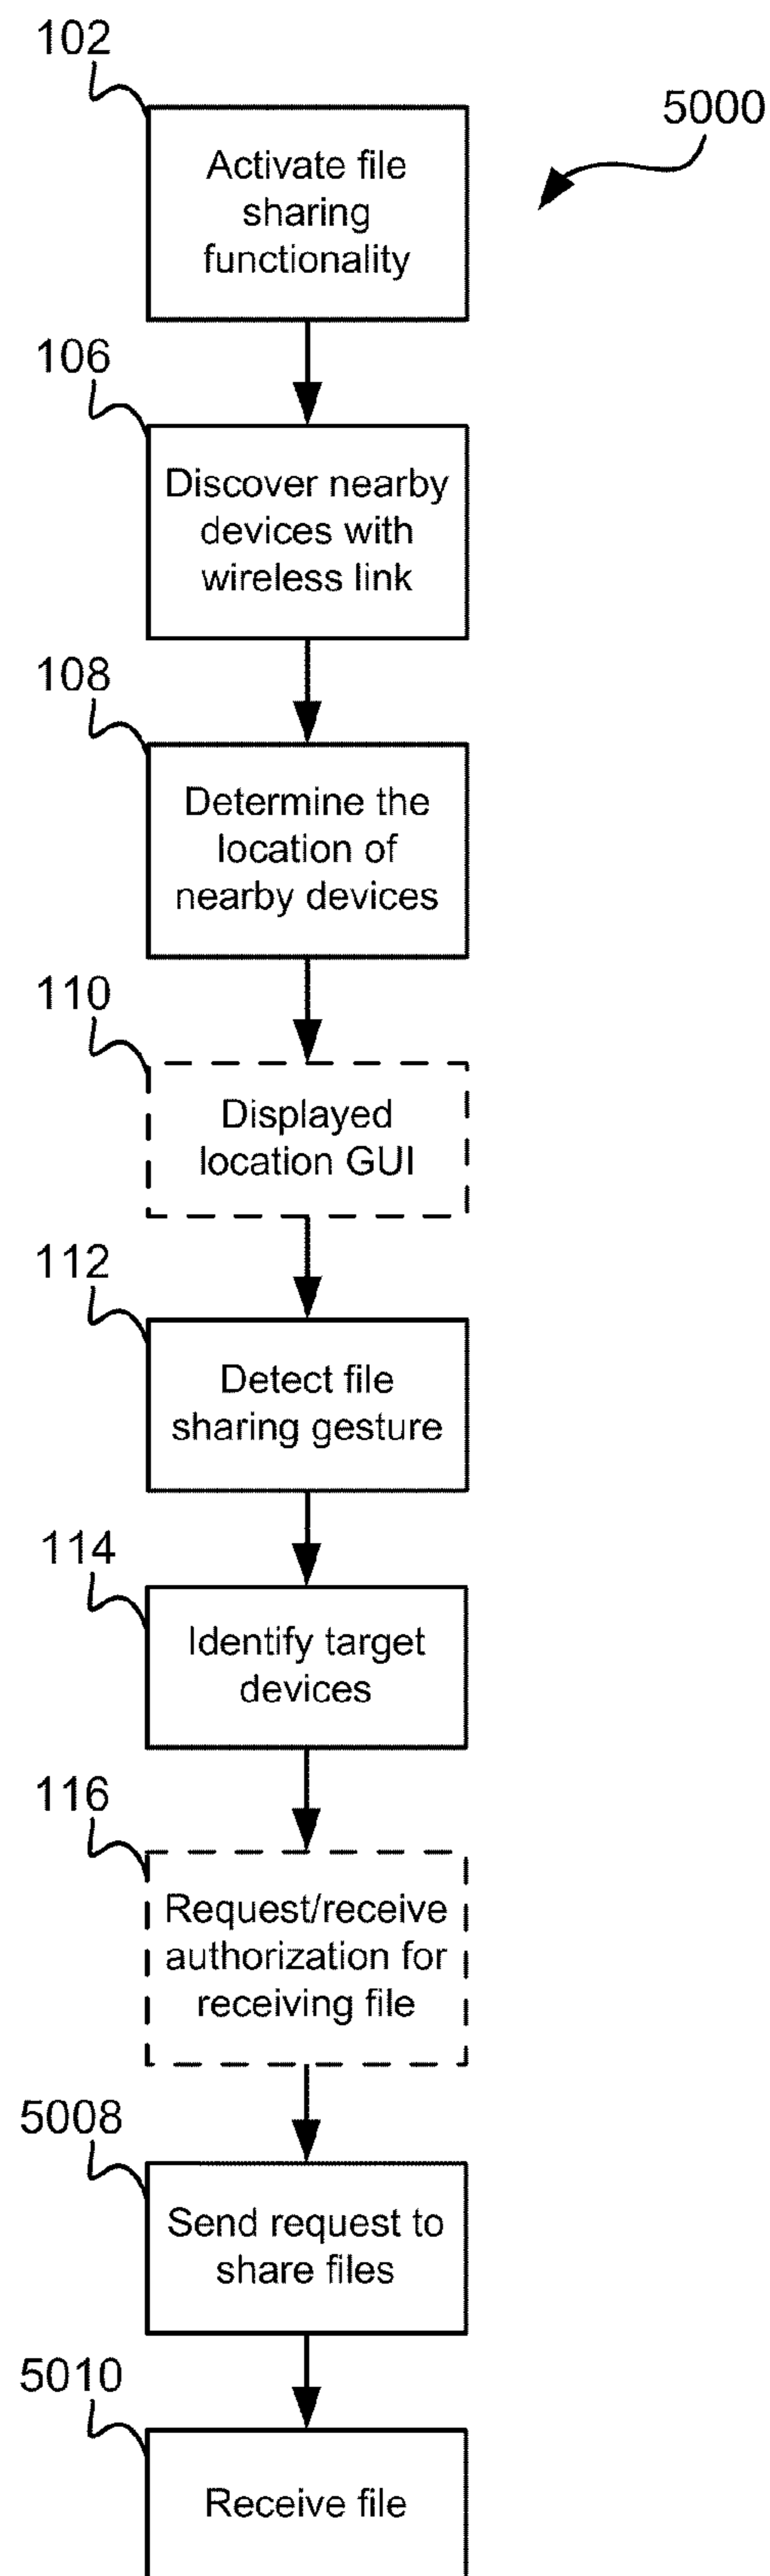 102
5000
Activate file
sharing
functionality
106
Discover nearby
devices with
wireless link
108
Determine the
location of
nearby devices
110
Displayed
location GUI
112
Detect file
sharing gesture
114
Identify target
devices
116
Request/receive
authorization for
receiving file
5008
Send request to
share files
5010
Receive file